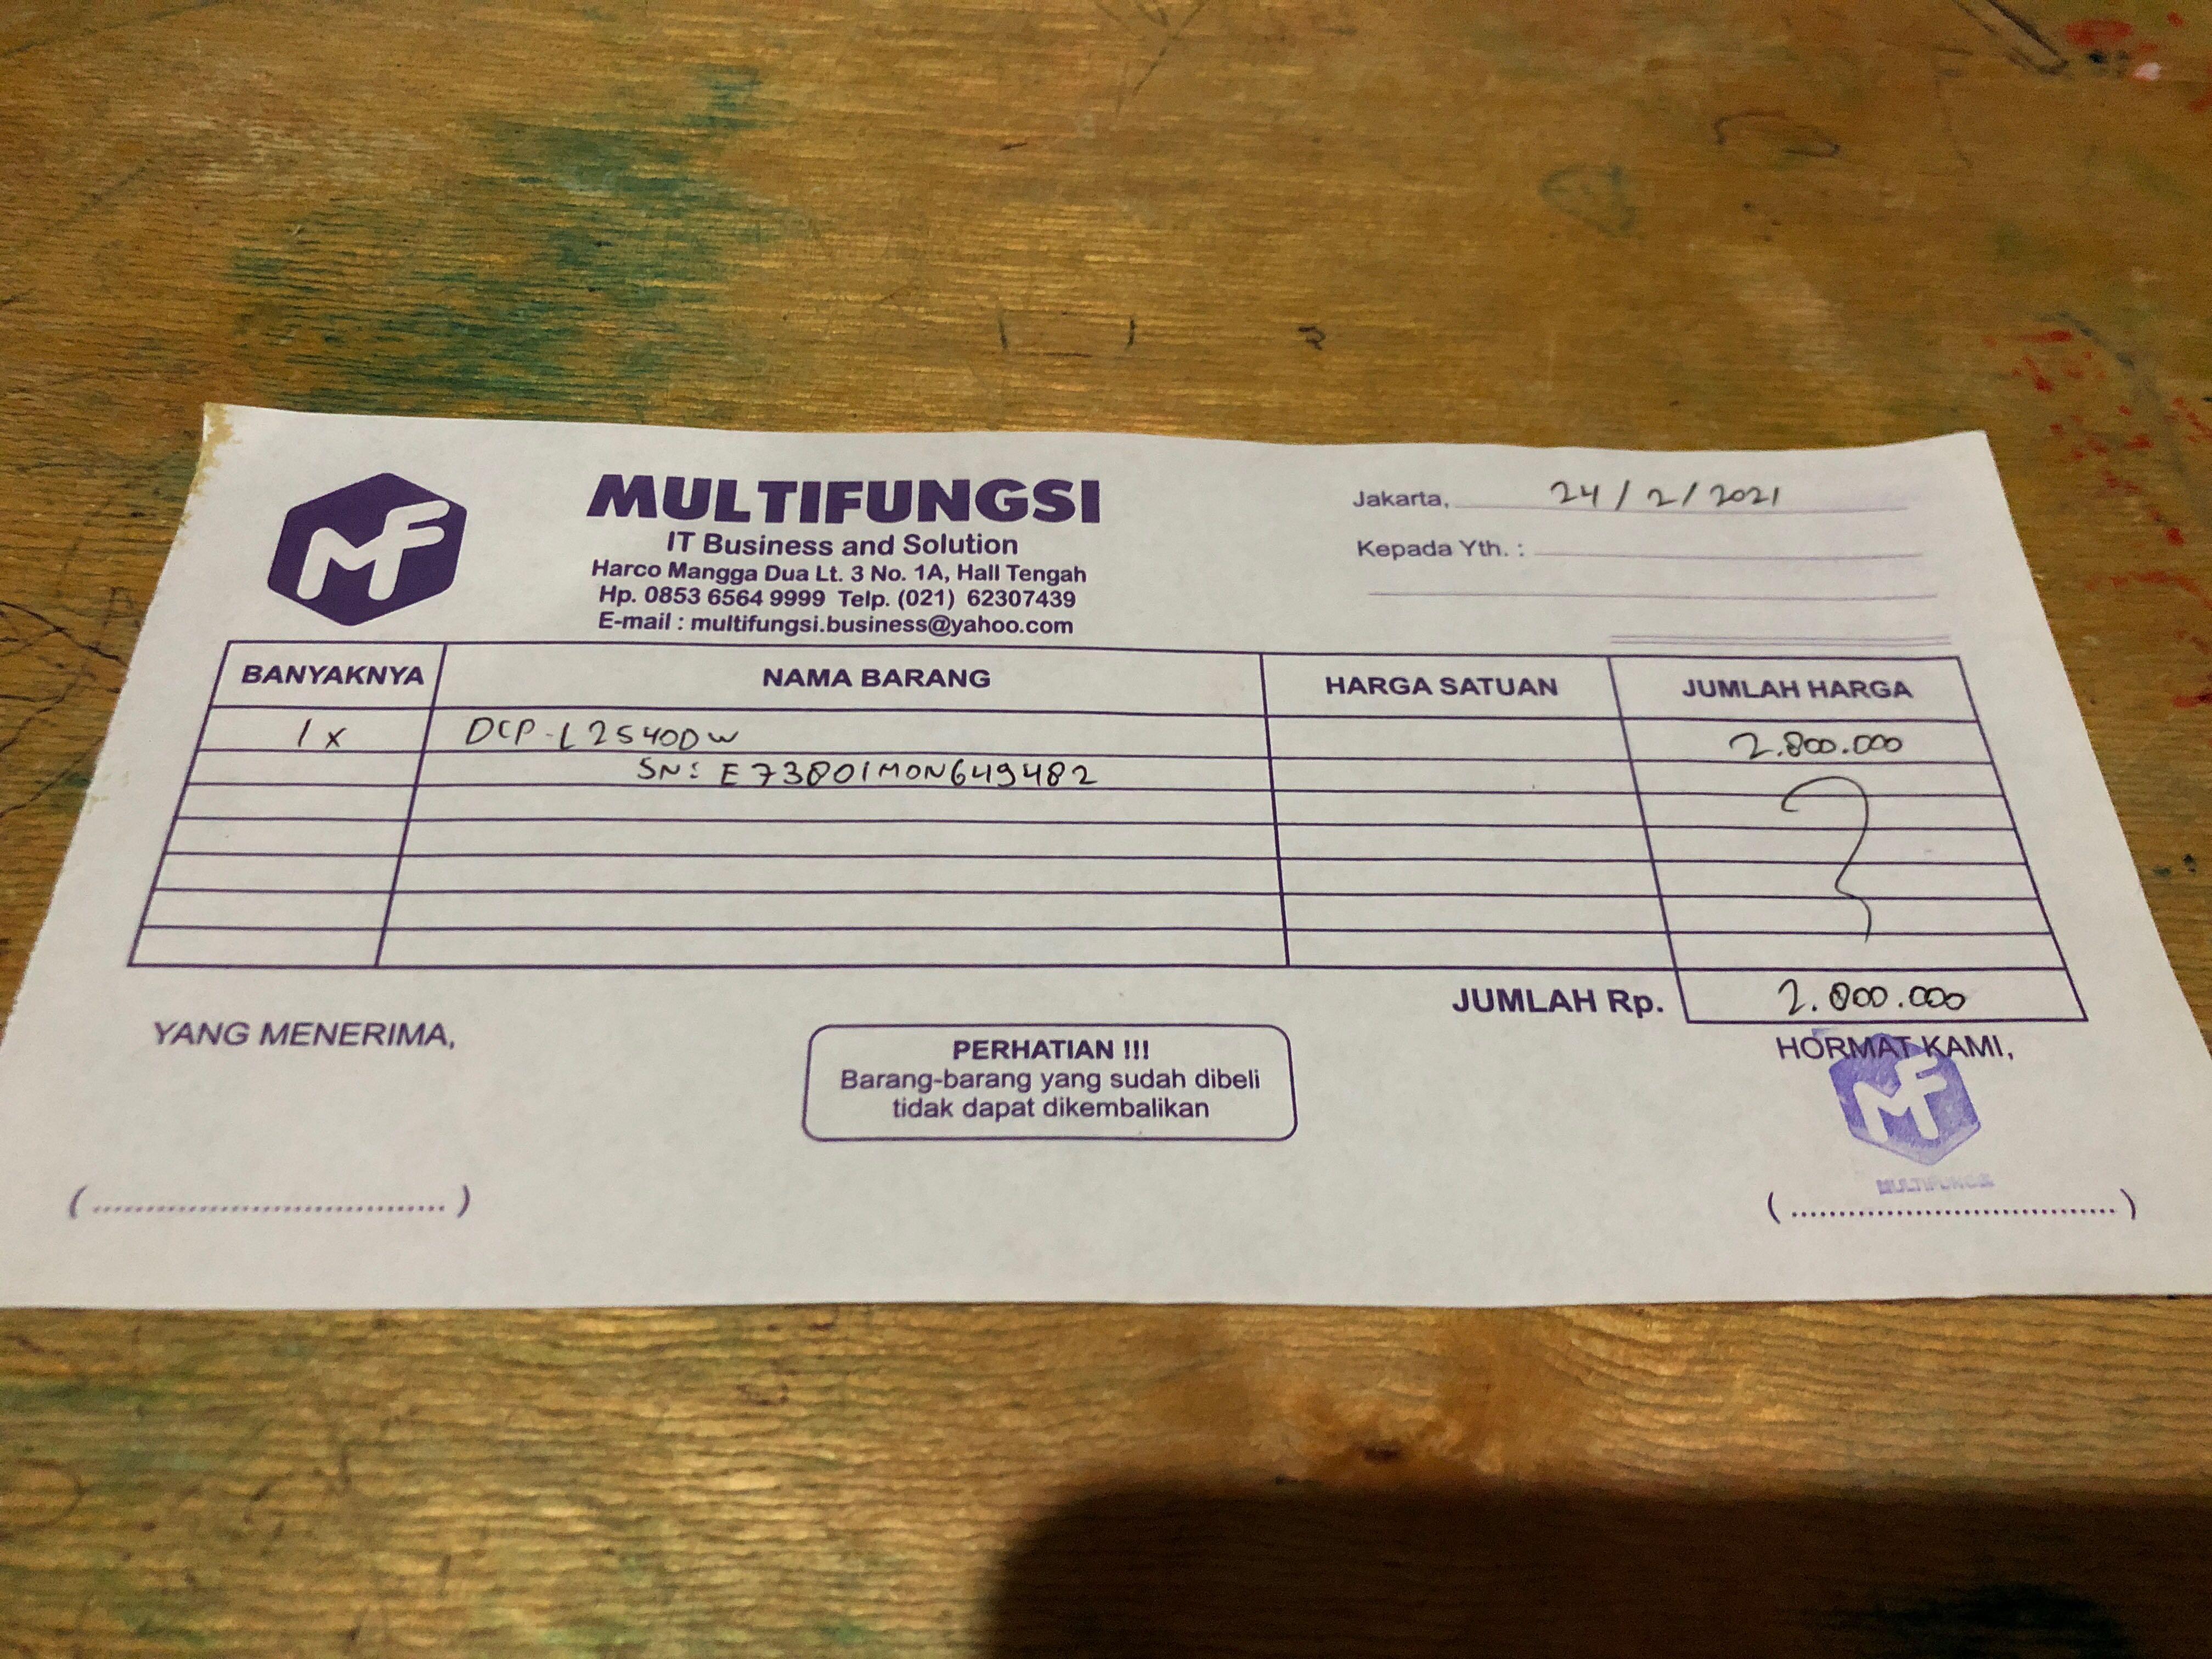 MF
MULTIFUNGSI
IT Business and Solution
Harco Mangga Dua Lt. 3 No. 1A, Hall Tengah
Hp. 0853 6564 9999 Telp. (021) 62307439
E-mail : multifungsi.business@yahoo.com
Jakarta, 24 / 2 / 2021
Kepada Yth. :
BANYAKNYA NAMA BARANG HARGA SATUAN JUMLAH HARGA
1 x DCP-L2540DW 2.800.000
SN: E73801M0N649482
JUMLAH Rp. 2.800.000
YANG MENERIMA,
PERHATIAN !!!
Barang-barang yang sudah dibeli
tidak dapat dikembalikan
HORMAT KAMI,
MF
MULTIFUNGSI
(..................................)
(..................................)